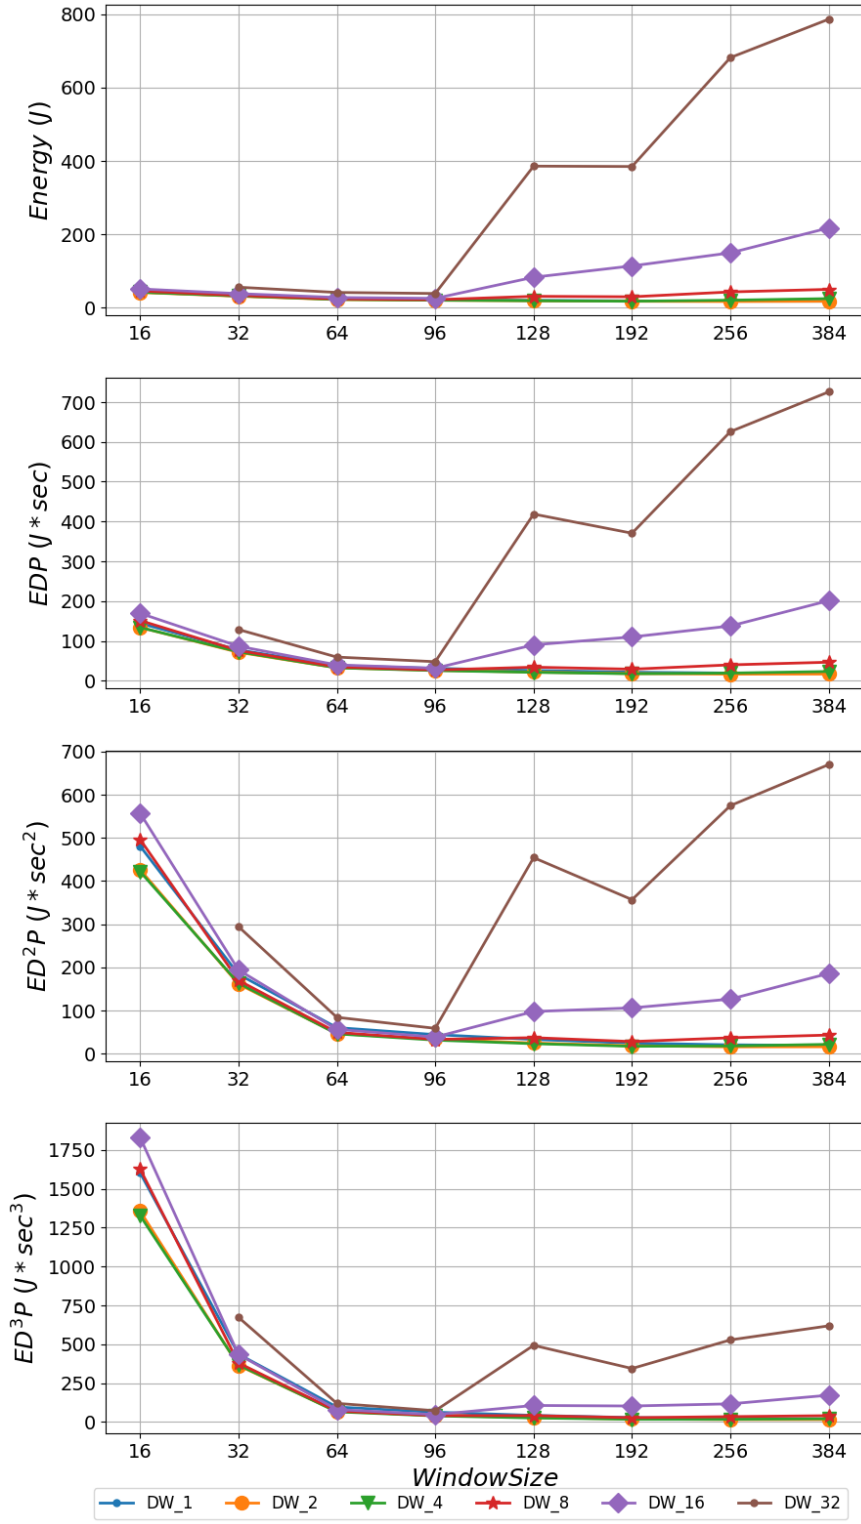 800
600
400
200
0
Energy (J)
16 32 64 96 128 192 256 384
700
600
500
400
300
200
100
0
EDP (J * sec)
16 32 64 96 128 192 256 384
700
600
500
400
300
200
100
0
ED²P (J * sec²)
16 32 64 96 128 192 256 384
1750
1500
1250
1000
750
500
250
0
ED³P (J * sec³)
16 32 64 96 128 192 256 384
WindowSize
DW_1 DW_2 DW_4 DW_8 DW_16 DW_32